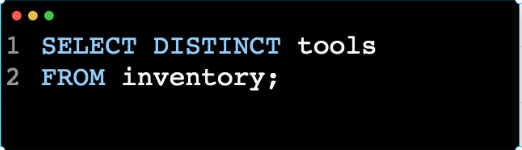 1 SELECT DISTINCT tools
2 FROM inventory;